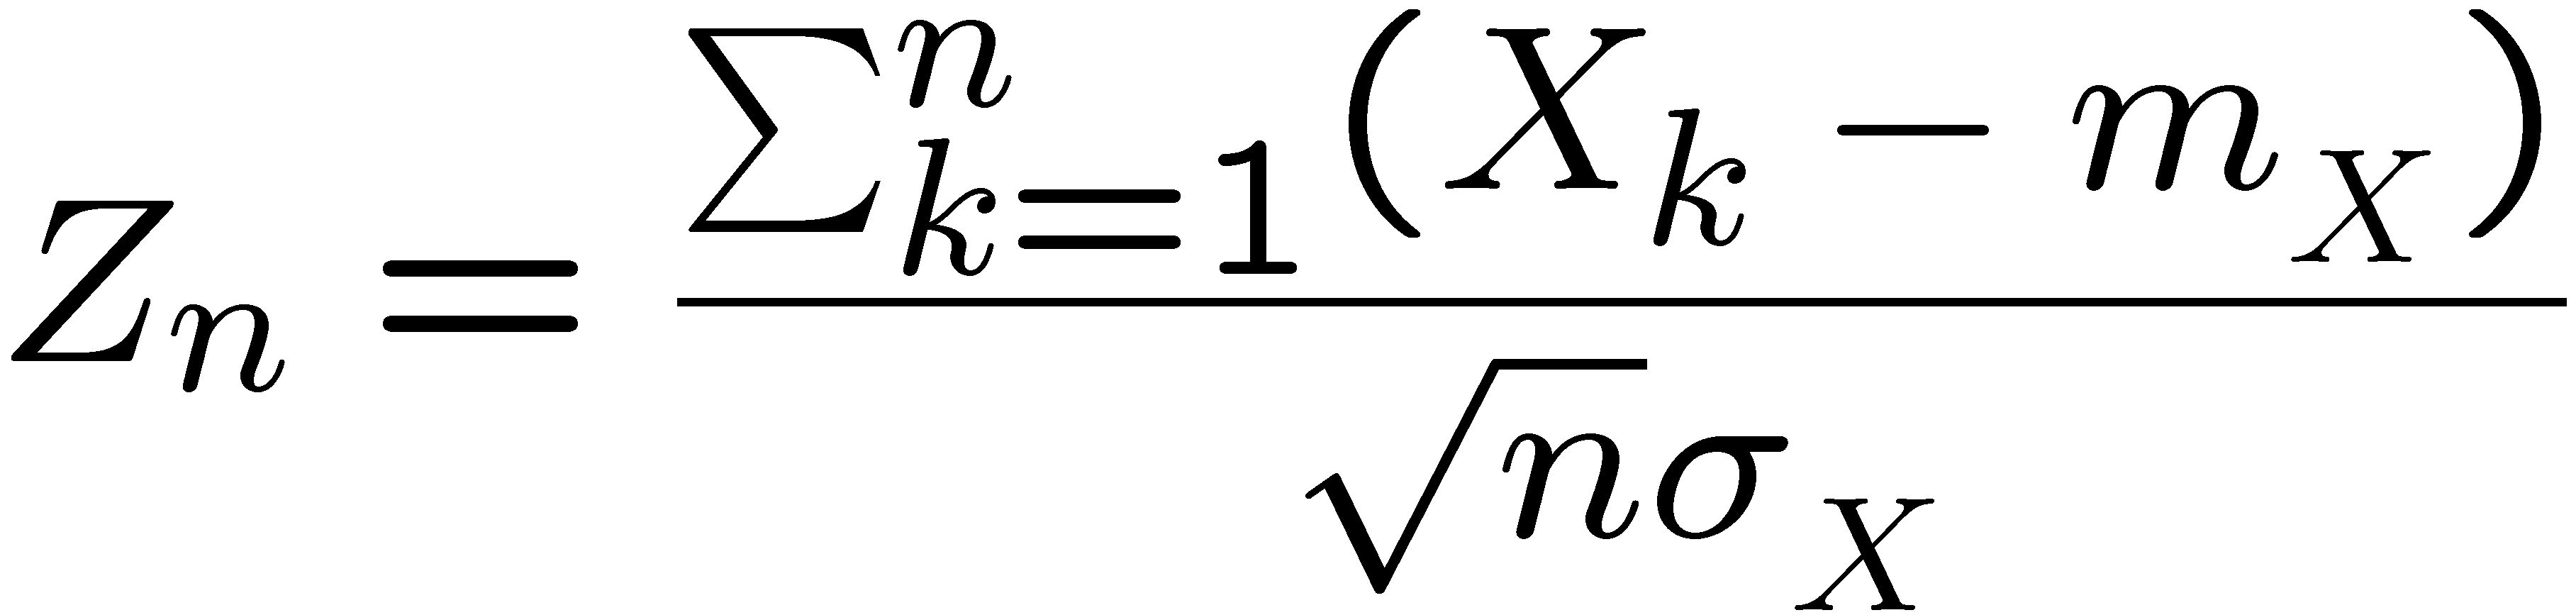 Z_n = \frac{\sum_{k=1}^{n} (X_k - m_X)}{\sqrt{n} \sigma_X}